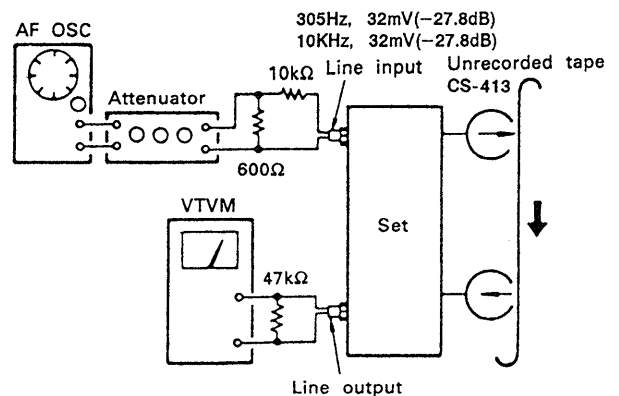 305Hz, 32mV(−27.8dB)
10KHz, 32mV(−27.8dB)
AF OSC
Attenuator
10kΩ
Line input
Unrecorded tape
CS-413
600Ω
VTVM
Set
47kΩ
Line output